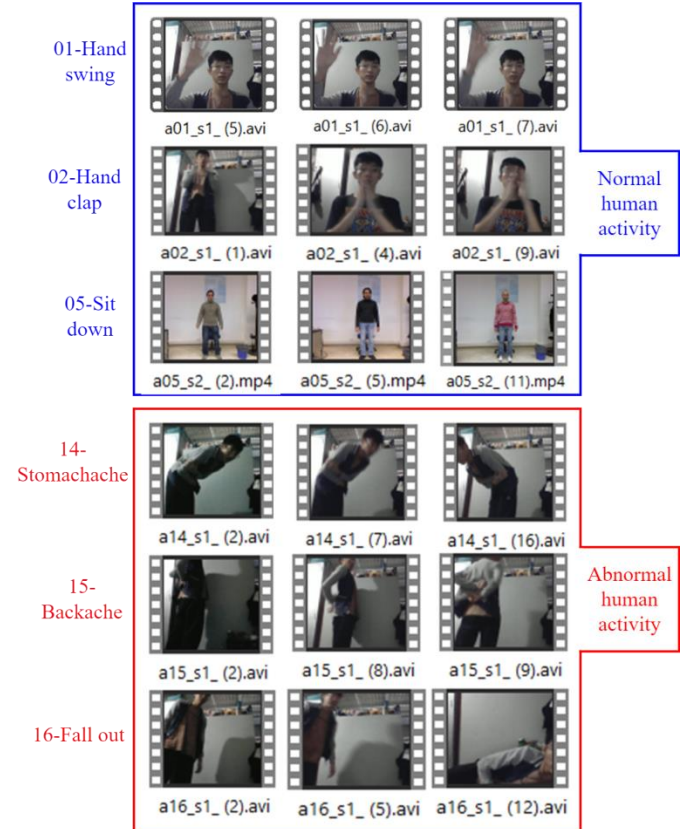 01-Hand
swing
a01_s1_ (5).avi a01_s1_ (6).avi a01_s1_ (7).avi
02-Hand
clap
a02_s1_ (1).avi a02_s1_ (4).avi a02_s1_ (9).avi
Normal
human
activity
05-Sit
down
a05_s2_ (2).mp4 a05_s2_ (5).mp4 a05_s2_ (11).mp4
14-
Stomachache
a14_s1_ (2).avi a14_s1_ (7).avi a14_s1_ (16).avi
15-
Backache
a15_s1_ (2).avi a15_s1_ (8).avi a15_s1_ (9).avi
Abnormal
human
activity
16-Fall out
a16_s1_ (2).avi a16_s1_ (5).avi a16_s1_ (12).avi